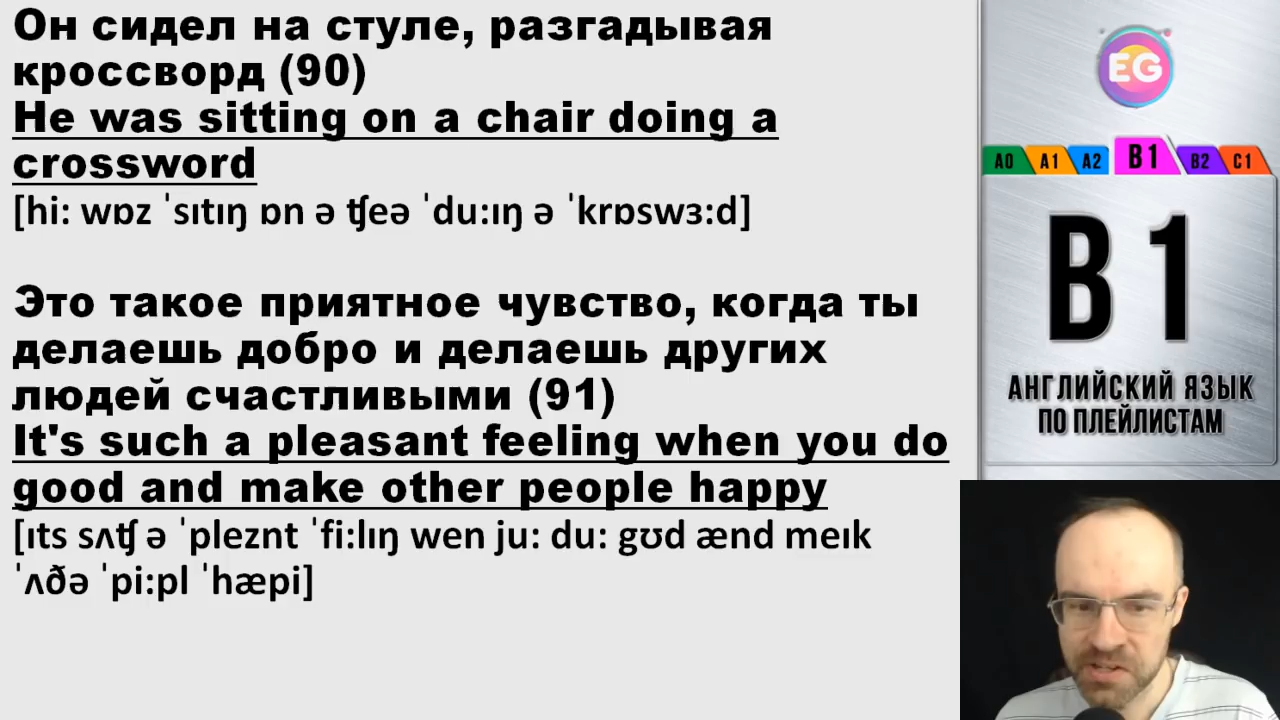 Он сидел на стуле, разгадывая
кроссворд (90)
He was sitting on a chair doing a
crossword
[hi: wɒz ˈsɪtɪŋ ɒn ə ʧeə ˈdu:ɪŋ ə ˈkrɒswɜ:d]
Это такое приятное чувство, когда ты
делаешь добро и делаешь других
людей счастливыми (91)
It's such a pleasant feeling when you do
good and make other people happy
[ɪts sʌʧ ə ˈpleznt ˈfi:lɪŋ wen ju: du: gʊd ænd meɪk
ˈʌðə ˈpi:pl ˈhæpi]
EG
A0 A1 A2 B1 B2 C1
B1
АНГЛИЙСКИЙ ЯЗЫК
ПО ПЛЕЙЛИСТАМ